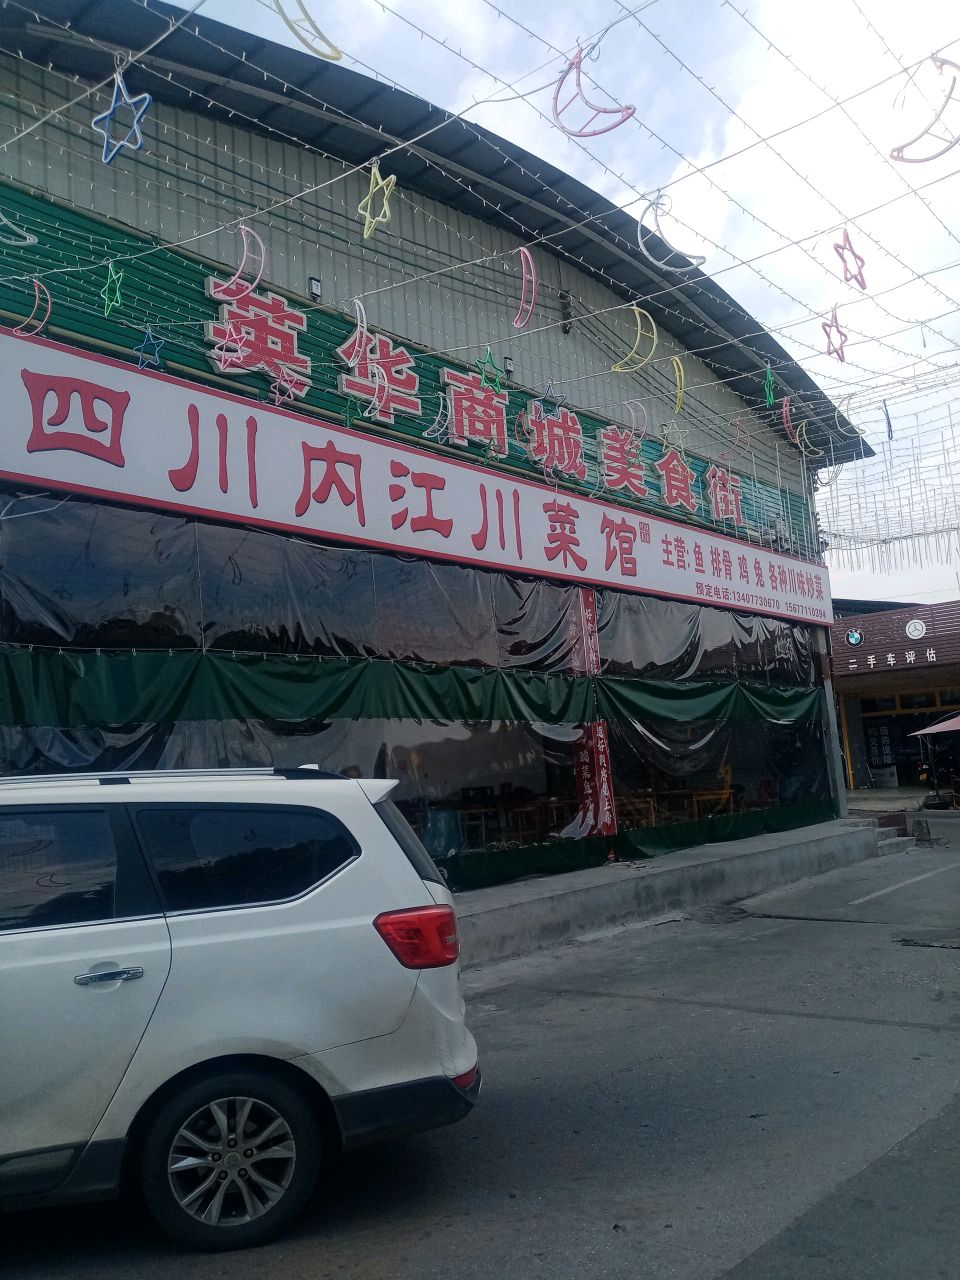 英华商城美食街
四川内江川菜馆
主营: 鱼 排骨 鸡 兔 各种川味炒菜
预定电话:13407730670 15677110394
二手车评估